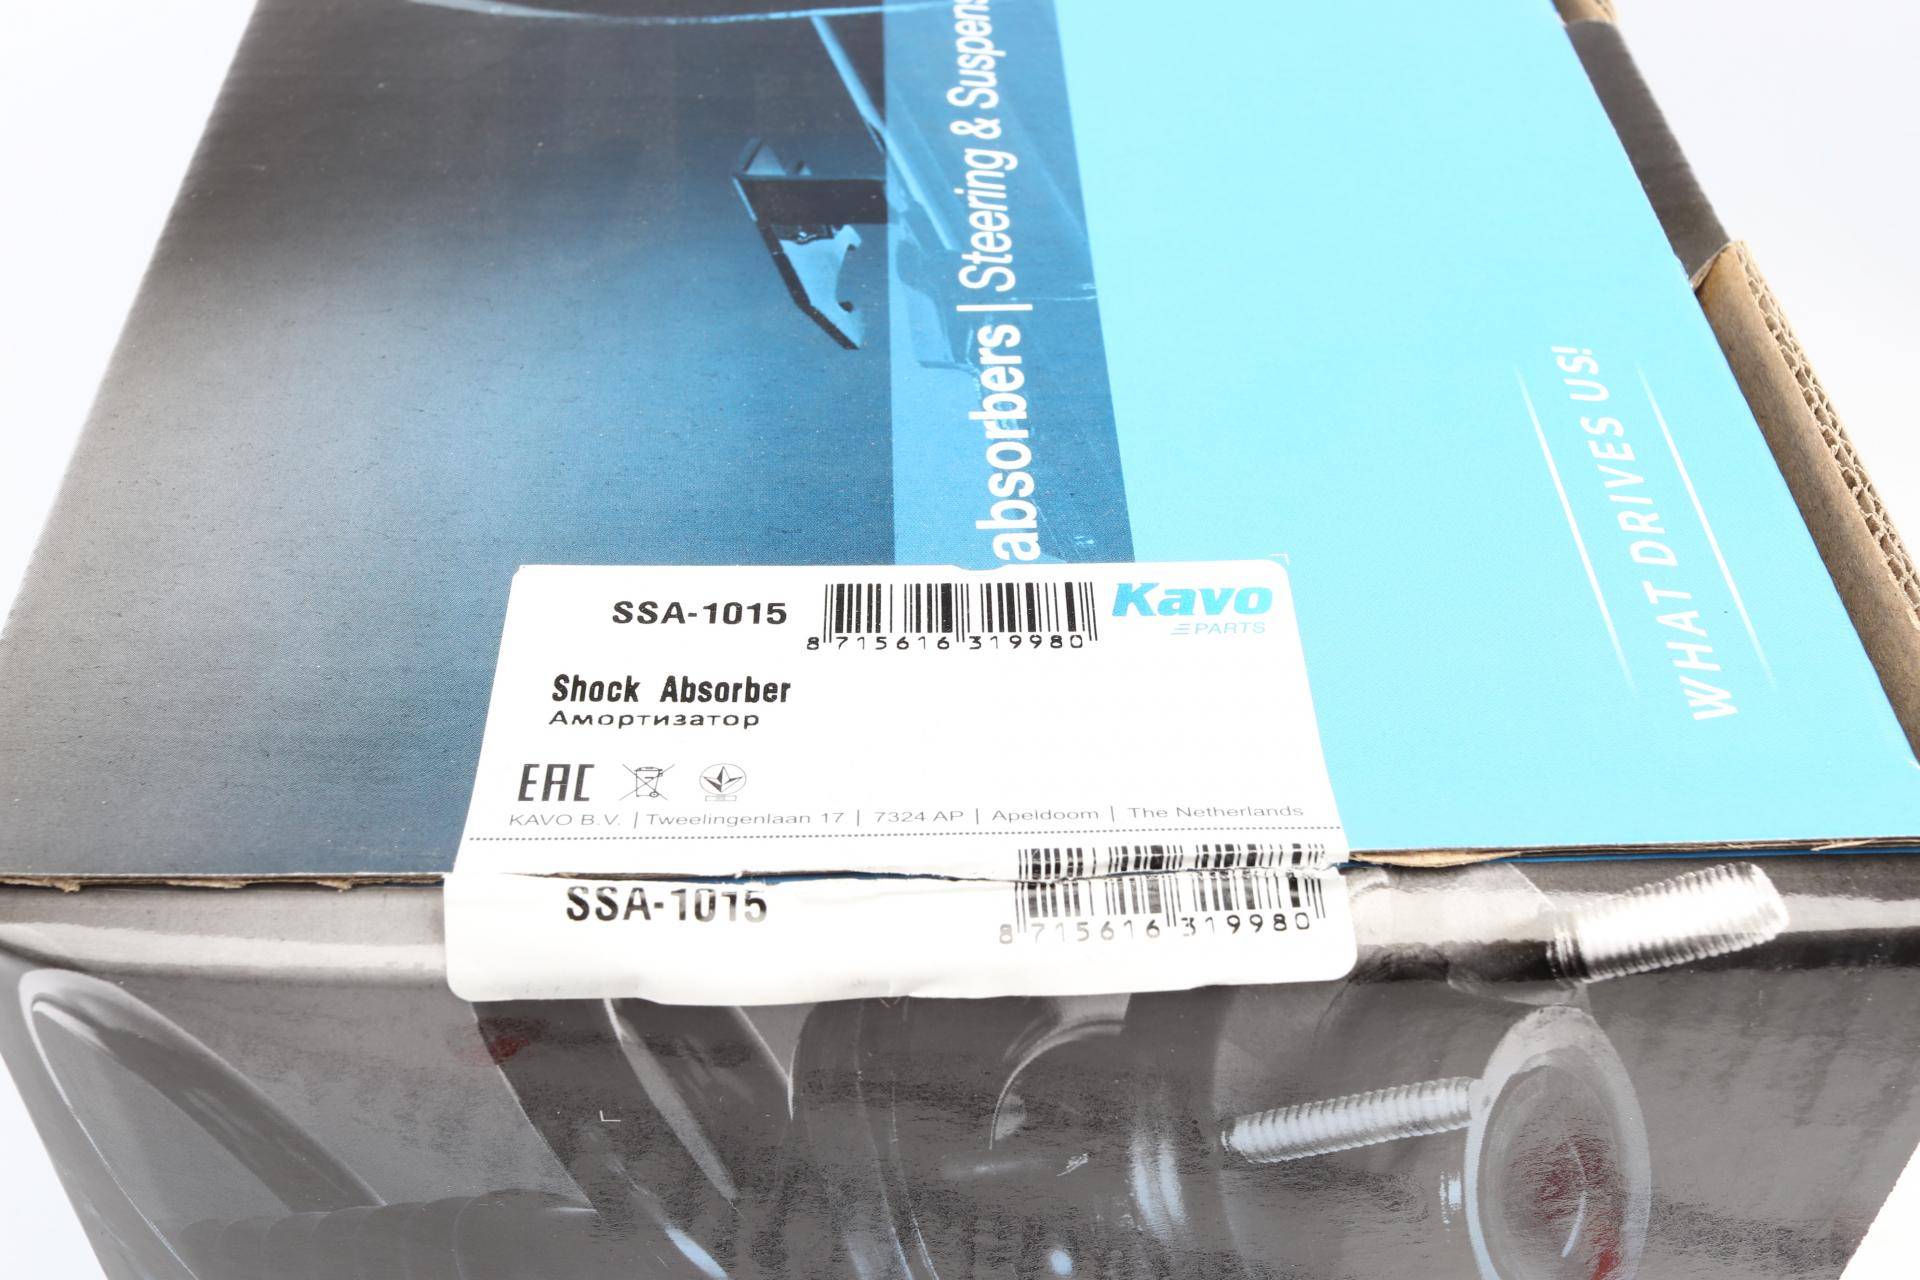 absorbers | Steering & Suspens
WHAT DRIVES US!
SSA-1015
8 715616 319980
Kavo
PARTS
Shock Absorber
Амортизатор
EAC
KAVO B.V. | Tweelingenlaan 17 | 7324 AP | Apeldoorn | The Netherlands
SSA-1015
8 715616 319980